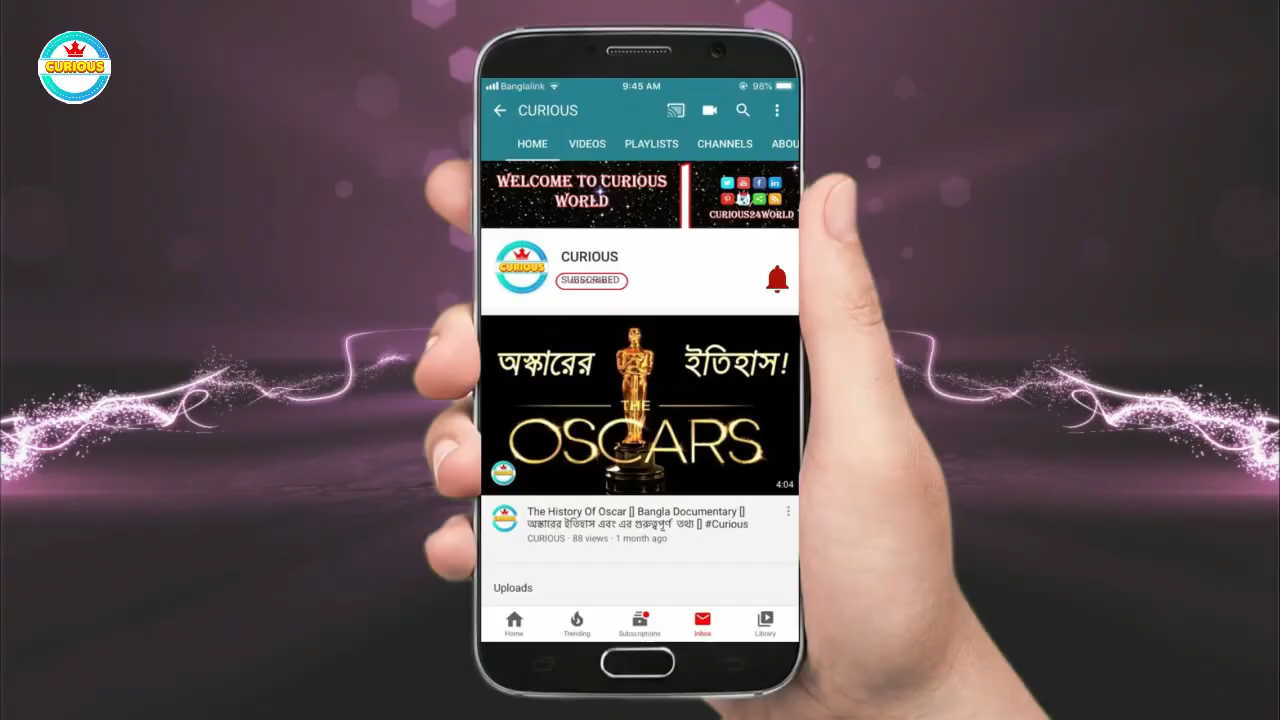 CURIOUS
Banglalink
9:45 AM
98%
CURIOUS
HOME VIDEOS PLAYLISTS CHANNELS ABOU
WELCOME TO CURIOUS
WORLD
CURIOUS24WORLD
CURIOUS
CURIOUS
SUBSCRIBED
অস্কারের ইতিহাস!
THE
OSCARS
4:04
The History Of Oscar [] Bangla Documentary []
অস্কারের ইতিহাস এবং এর গুরুত্বপূর্ণ তথ্য [] #Curious
CURIOUS · 88 views · 1 month ago
Uploads
Home Trending Subscriptions Inbox Library